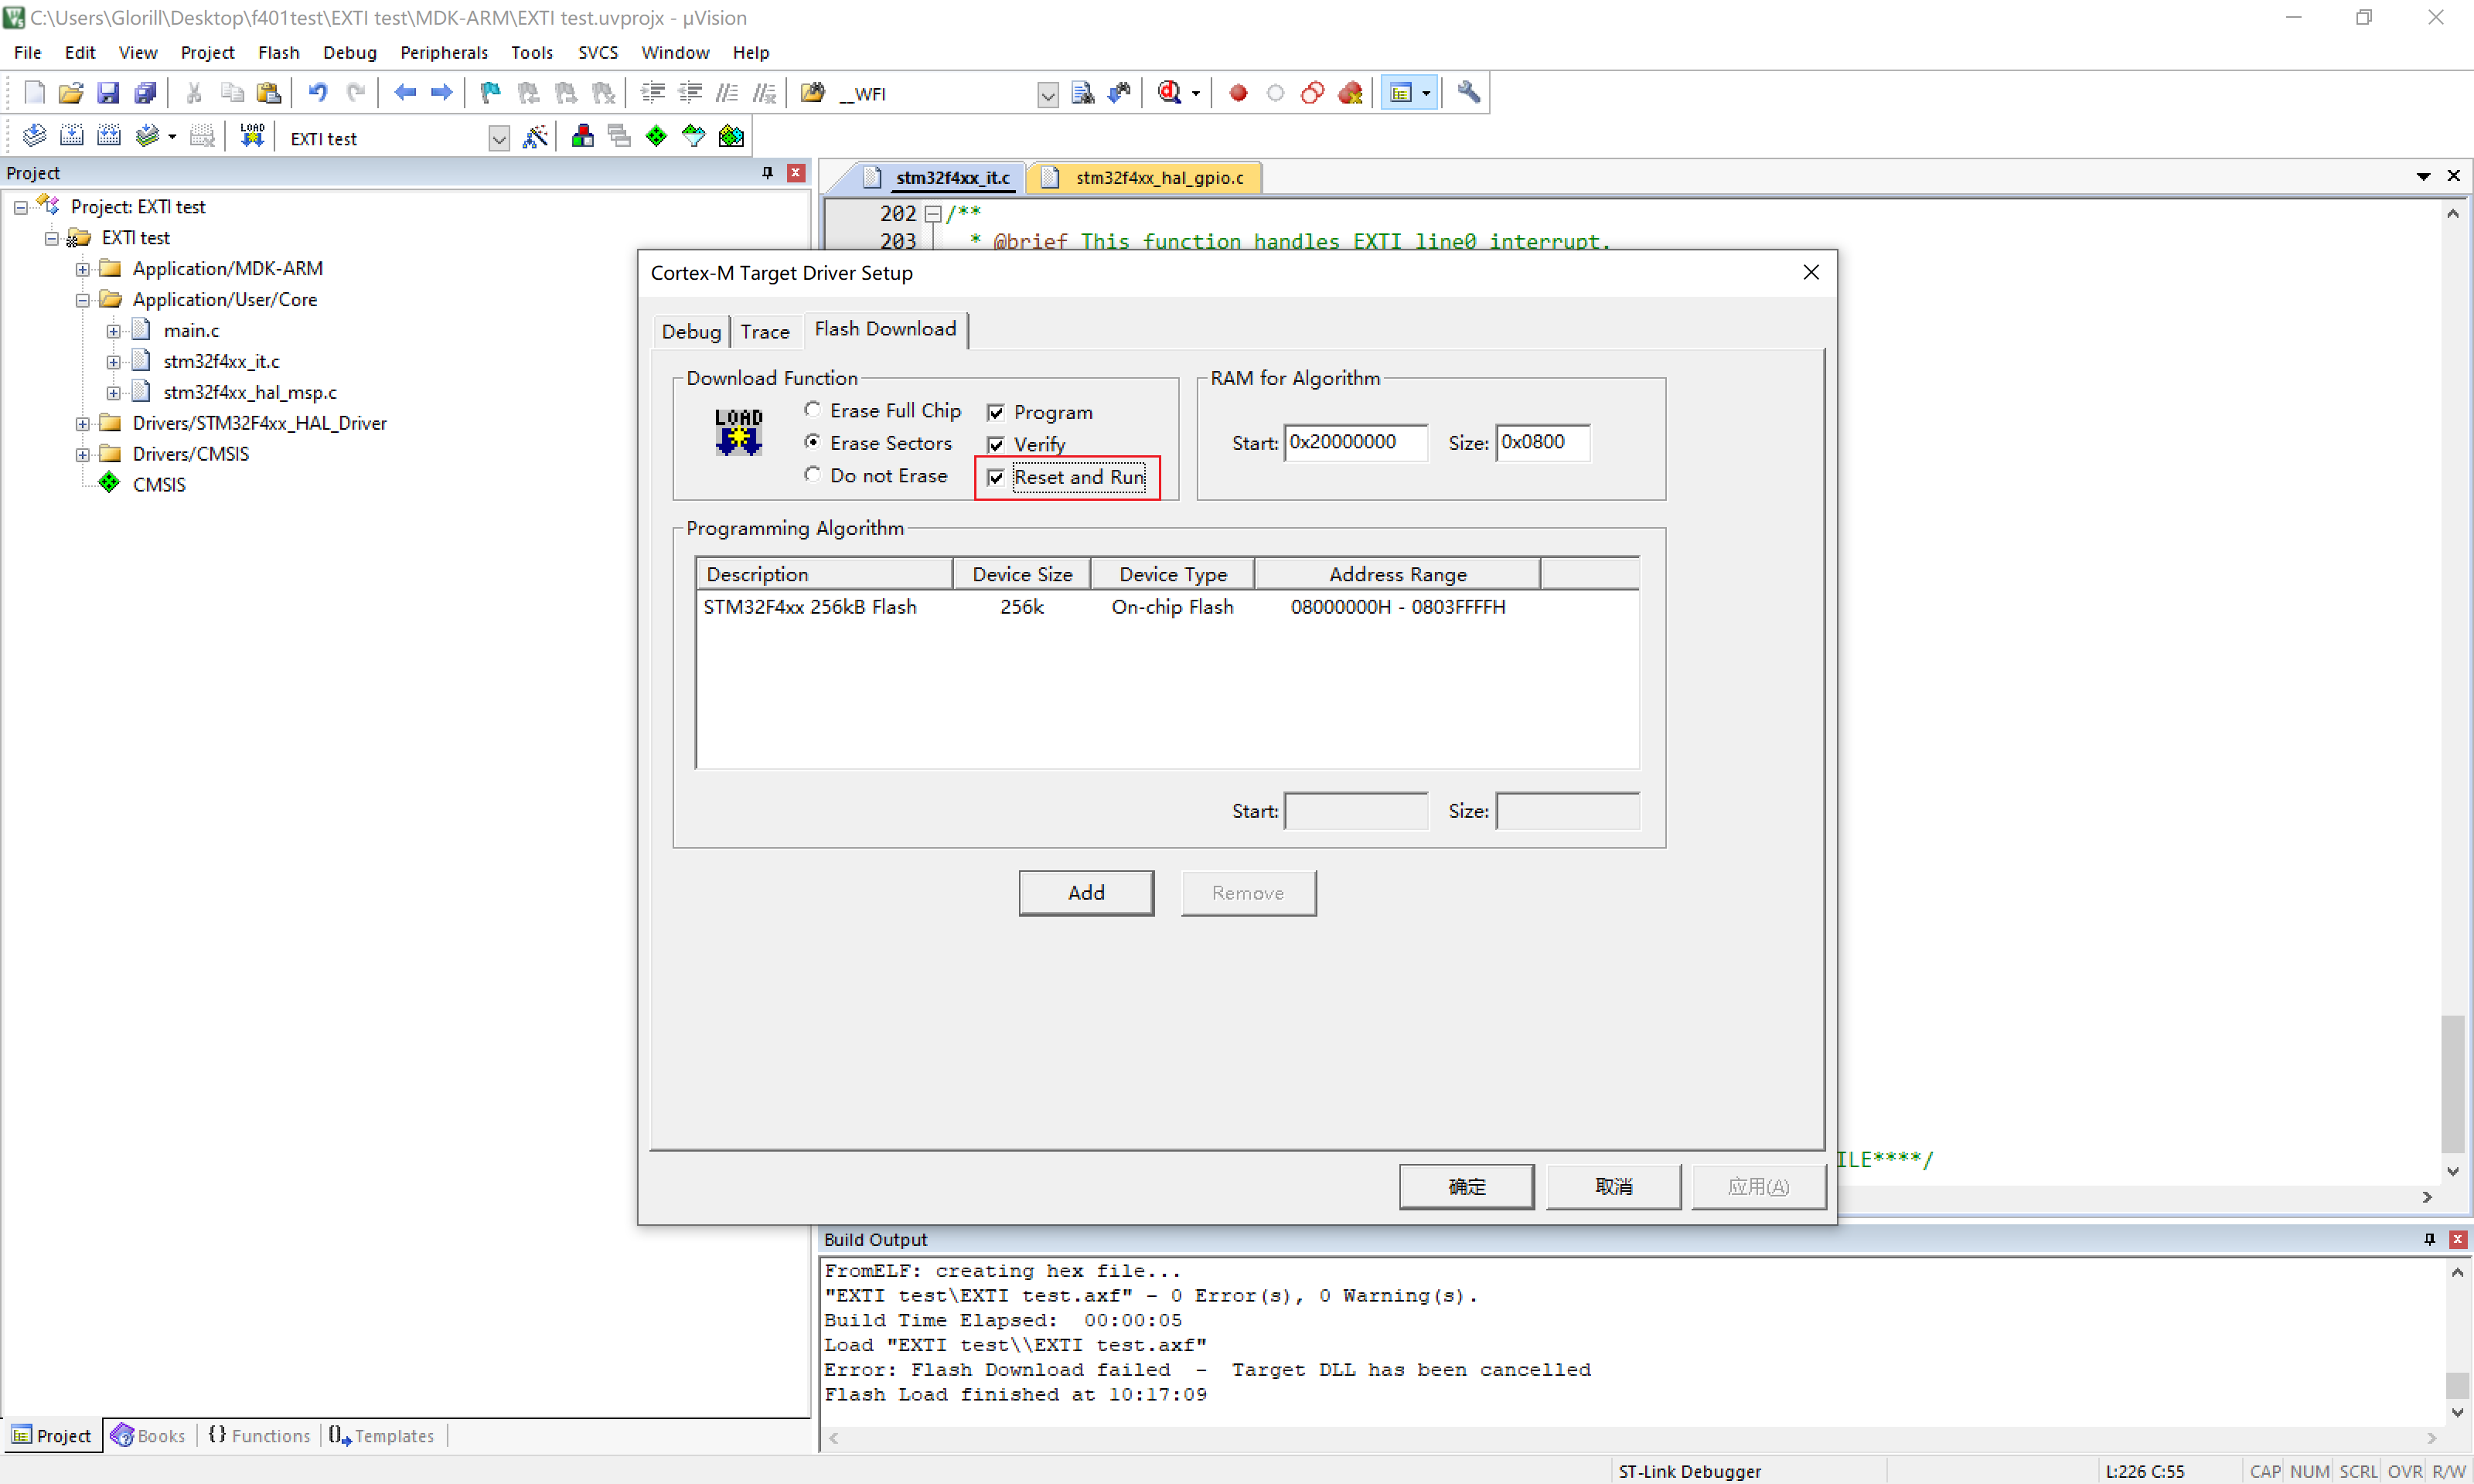 C:\Users\Glorill\Desktop\f401test\EXTI test\MDK-ARM\EXTI test.uvprojx - µVision
File Edit View Project Flash Debug Peripherals Tools SVCS Window Help
__WFI
LOAD EXTI test
Project
Project: EXTI test
EXTI test
Application/MDK-ARM
Application/User/Core
main.c
stm32f4xx_it.c
stm32f4xx_hal_msp.c
Drivers/STM32F4xx_HAL_Driver
Drivers/CMSIS
CMSIS
stm32f4xx_it.c stm32f4xx_hal_gpio.c
202 /**
203 * @brief This function handles EXTI line0 interrupt.
Cortex-M Target Driver Setup
Debug Trace Flash Download
Download Function
LOAD
Erase Full Chip Program
Erase Sectors Verify
Do not Erase Reset and Run
RAM for Algorithm
Start: 0x20000000 Size: 0x0800
Programming Algorithm
Description Device Size Device Type Address Range
STM32F4xx 256kB Flash 256k On-chip Flash 08000000H - 0803FFFFH
Start: Size:
Add Remove
确定 取消 应用(A)
ILE****/
Build Output
FromELF: creating hex file...
"EXTI test\EXTI test.axf" - 0 Error(s), 0 Warning(s).
Build Time Elapsed:  00:00:05
Load "EXTI test\\EXTI test.axf"
Error: Flash Download failed  -  Target DLL has been cancelled
Flash Load finished at 10:17:09
Project Books {} Functions Templates
ST-Link Debugger L:226 C:55 CAP NUM SCRL OVR R/W